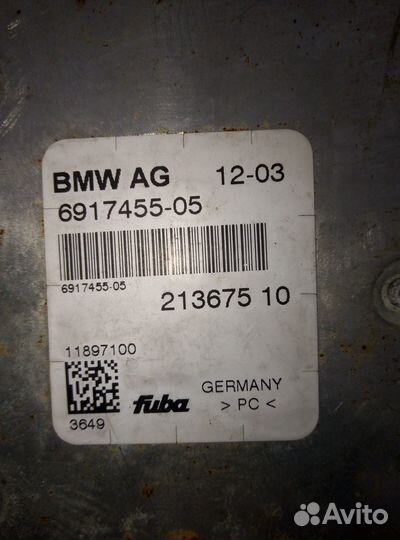 BMW AG 12-03
6917455-05
6917455-05
213675 10
11897100
3649
fuba
GERMANY
> PC <
Avito